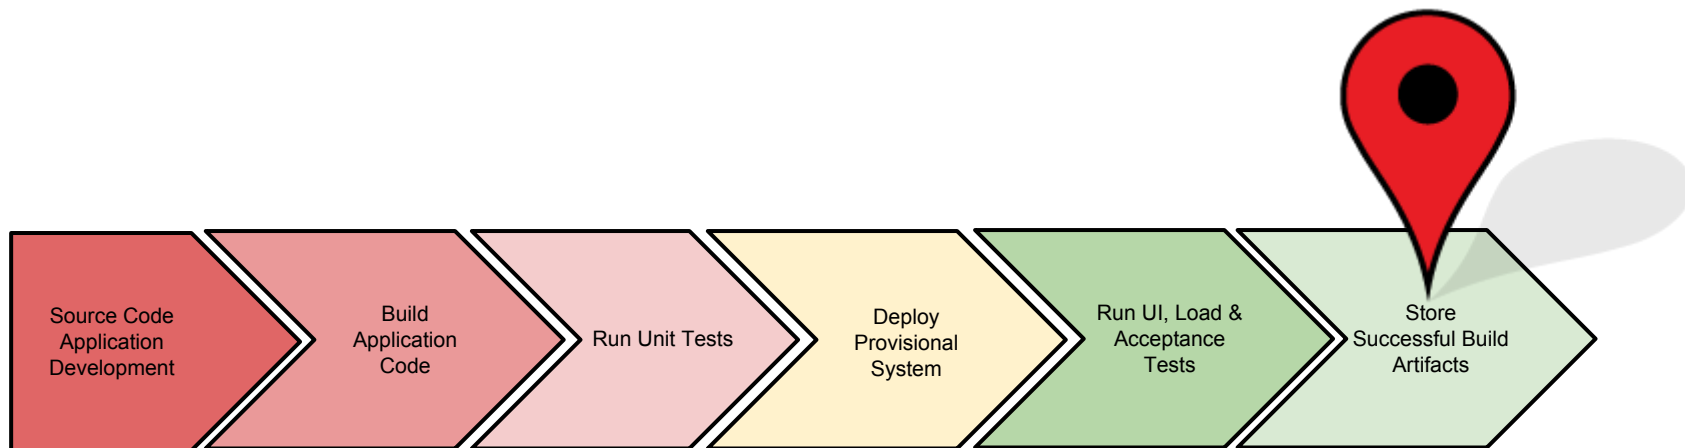 Source Code
Application
Development
Build
Application
Code
Run Unit Tests
Deploy
Provisional
System
Run UI, Load &
Acceptance
Tests
Store
Successful Build
Artifacts